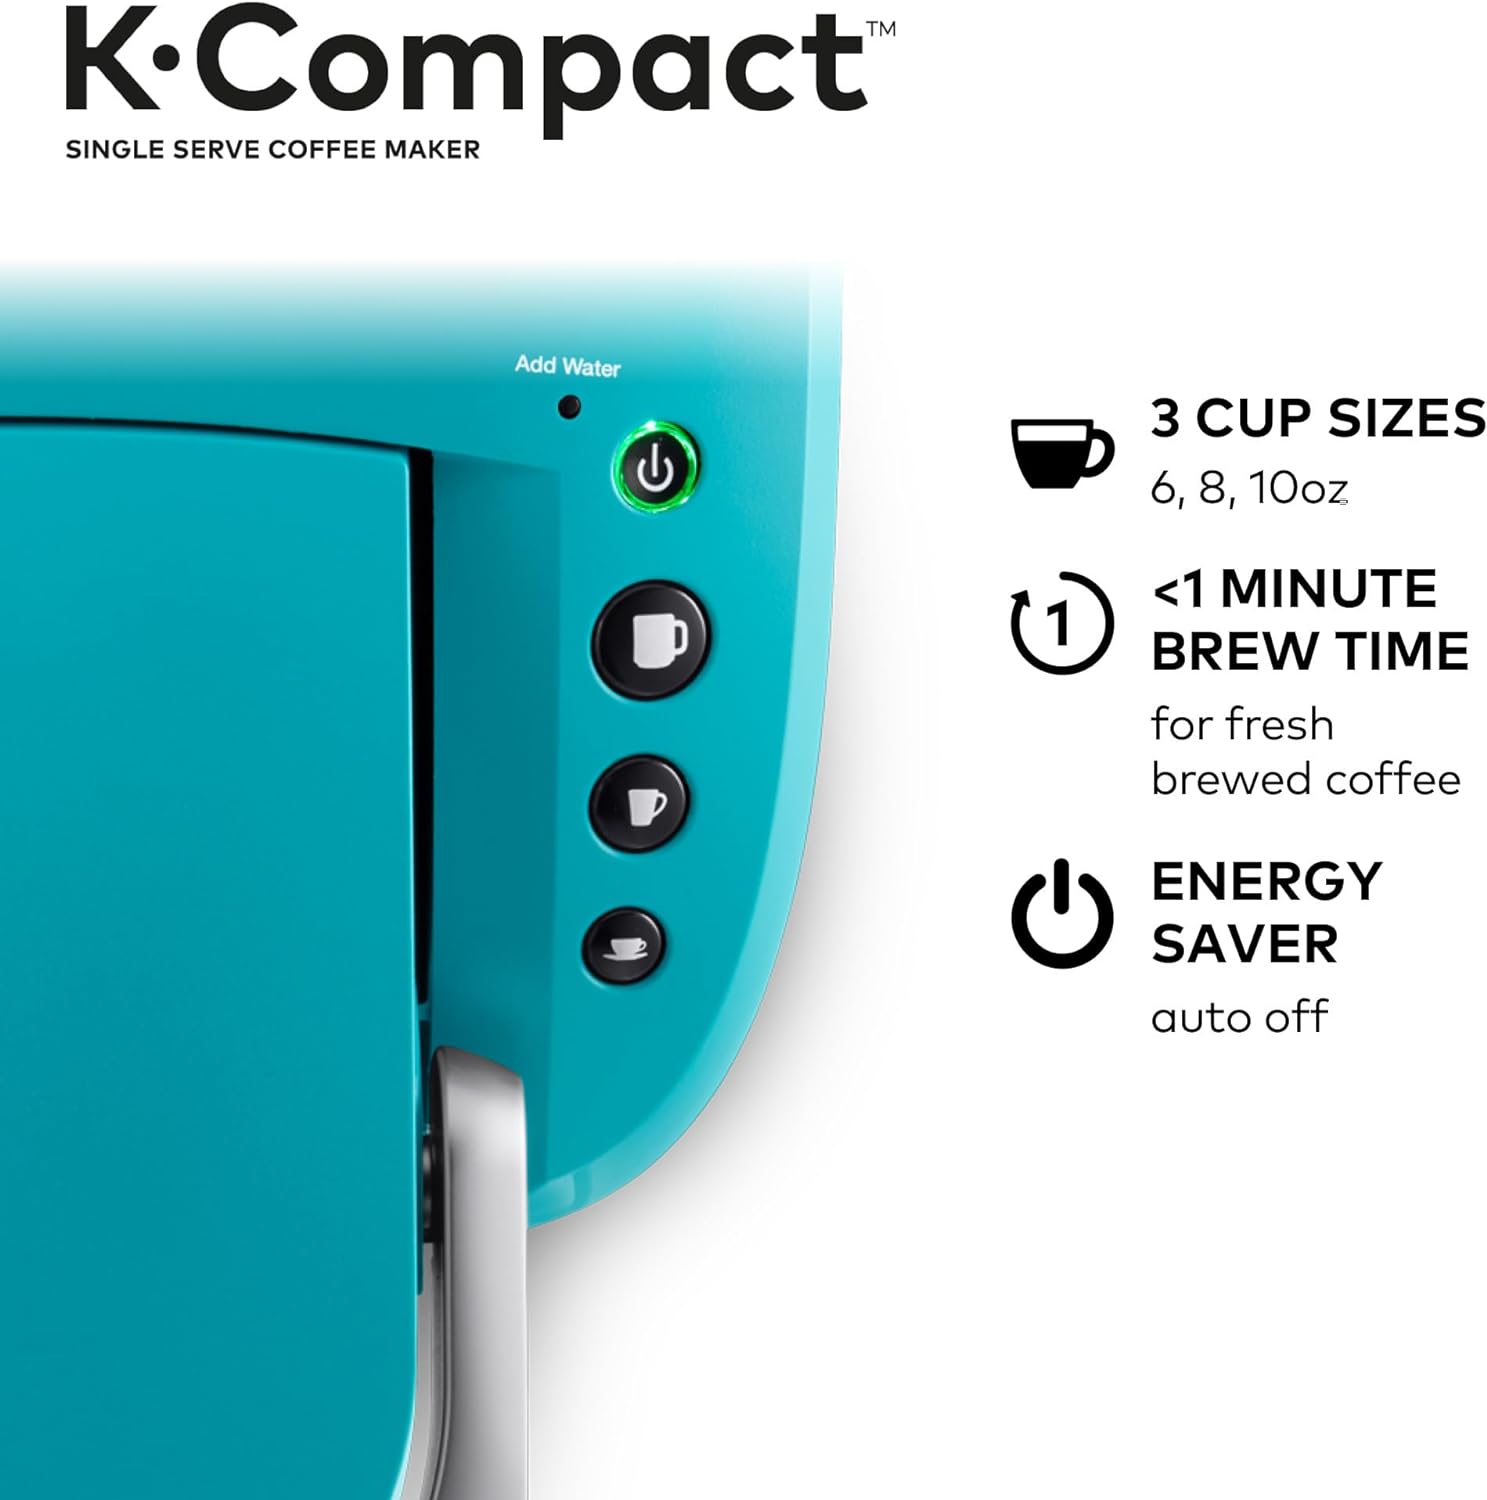 K•Compact™
SINGLE SERVE COFFEE MAKER
Add Water
3 CUP SIZES
6, 8, 10oz
1
<1 MINUTE
BREW TIME
for fresh
brewed coffee
ENERGY
SAVER
auto off